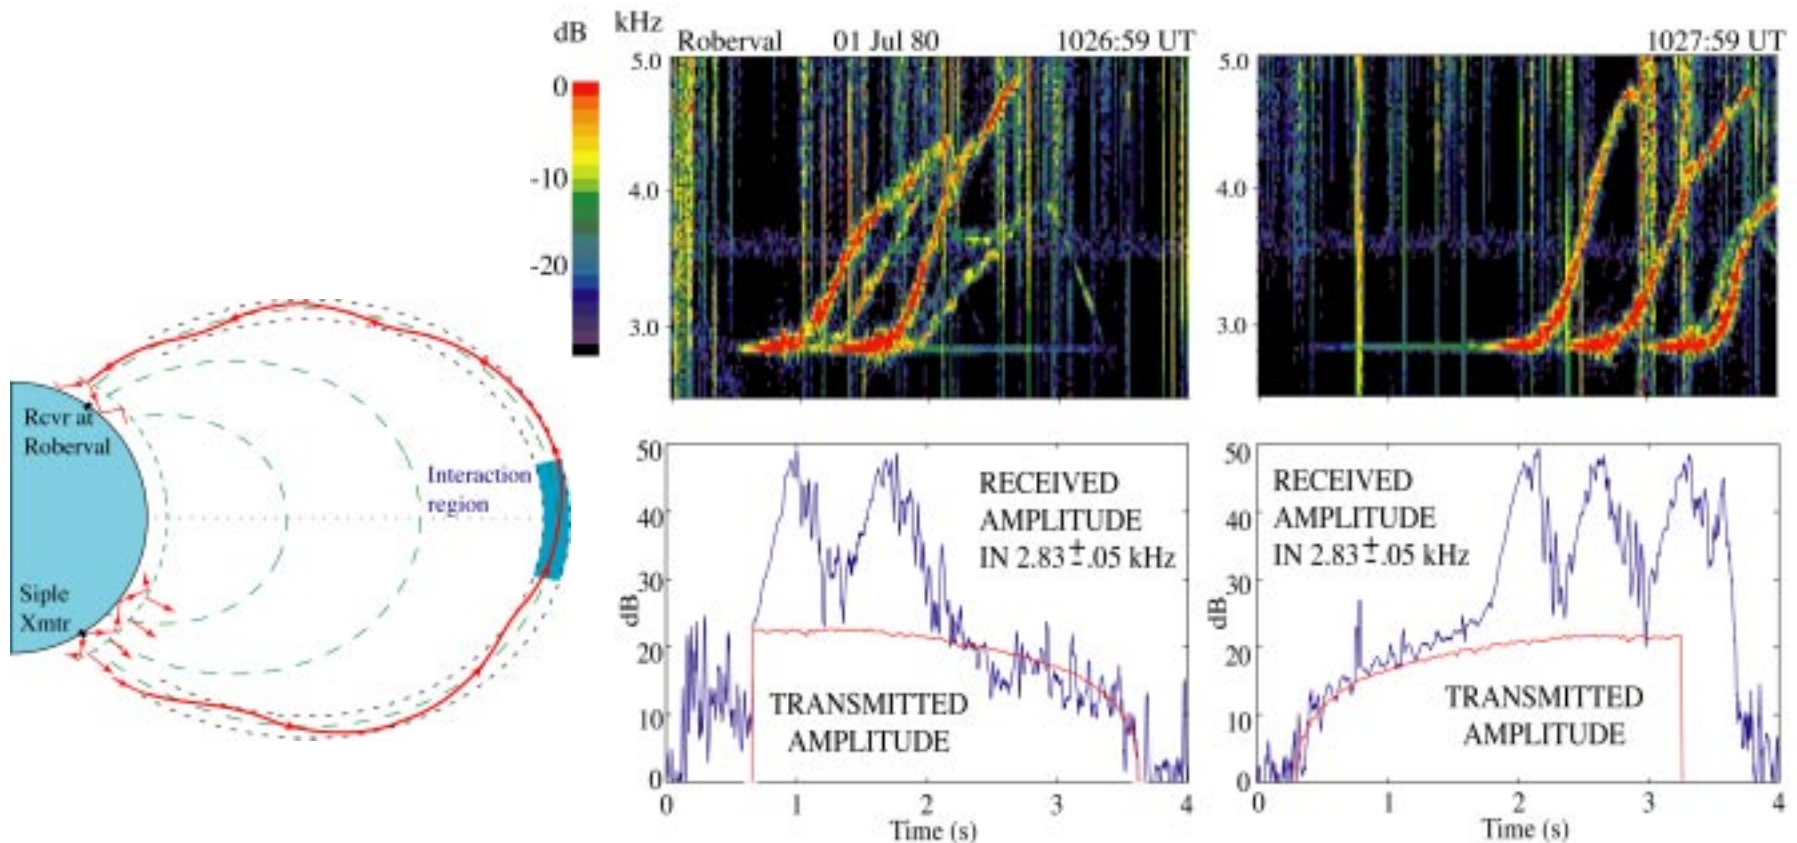 dB
0
-10
-20
Rcvr at
Roberval
Siple
Xmtr
Interaction
region
kHz
Roberval 01 Jul 80 1026:59 UT
5.0
4.0
3.0
1027:59 UT
5.0
4.0
3.0
50
40
30
20
10
0
dB
RECEIVED
AMPLITUDE
IN 2.83±.05 kHz
TRANSMITTED
AMPLITUDE
0 1 2 3 4
Time (s)
50
40
30
20
10
0
dB
RECEIVED
AMPLITUDE
IN 2.83±.05 kHz
TRANSMITTED
AMPLITUDE
0 1 2 3 4
Time (s)